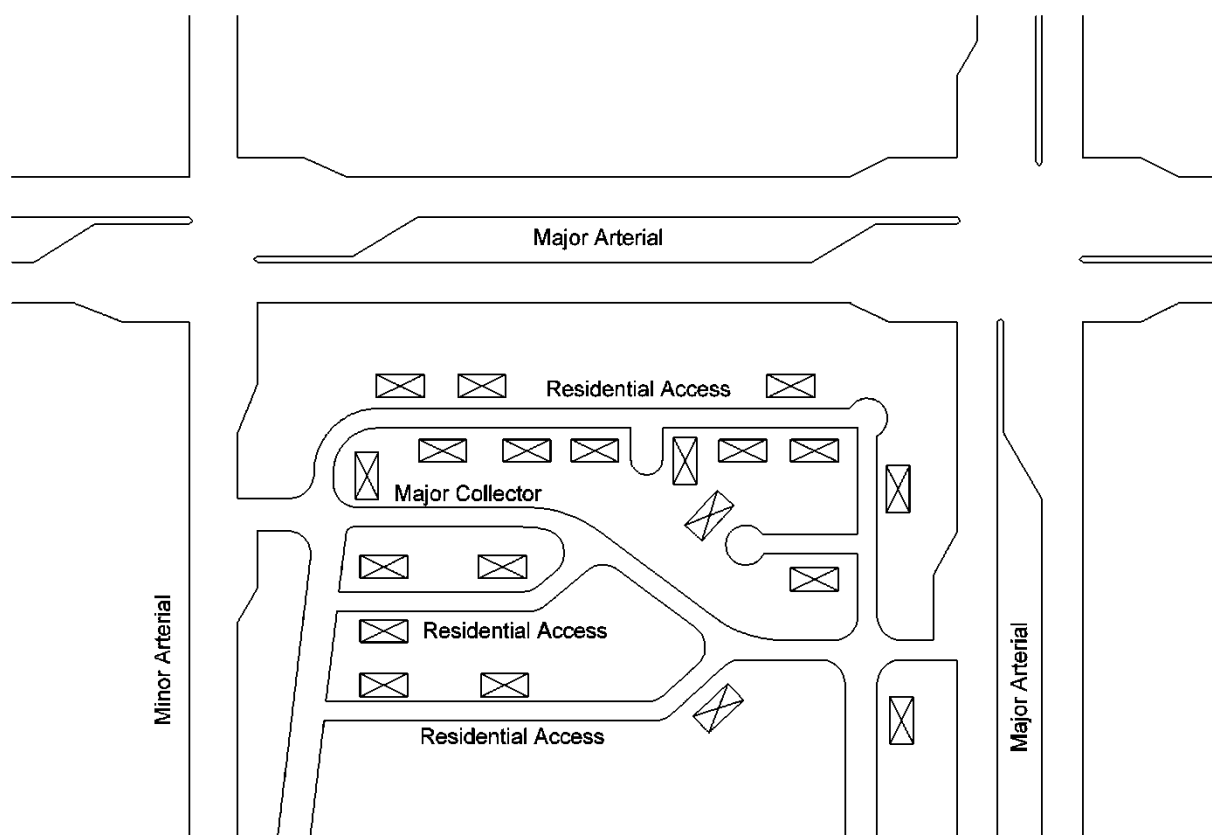 Major Arterial
Residential Access
Major Collector
Residential Access
Minor Arterial
Major Arterial
Residential Access